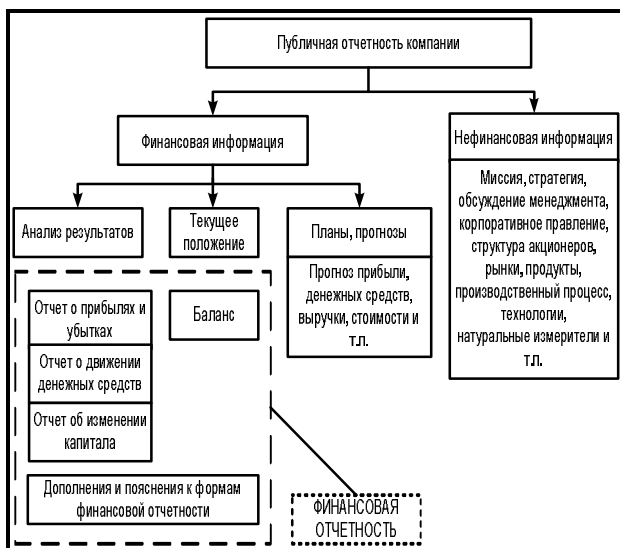 Публичная отчетность компании
Финансовая информация
Нефинансовая информация
Миссия, стратегия,
обсуждение менеджмента,
корпоративное правление,
структура акционеров,
рынки, продукты,
производственный процесс,
технологии,
натуральные измерители и
т.п.
Анализ результатов
Текущее
положение
Планы, прогнозы
Прогноз прибыли,
денежных средств,
выручки, стоимости и
т.п.
Отчет о прибылях и
убытках
Баланс
Отчет о движении
денежных средств
Отчет об изменении
капитала
Дополнения и пояснения к формам
финансовой отчетности
ФИНАНСОВАЯ
ОТЧЕТНОСТЬ